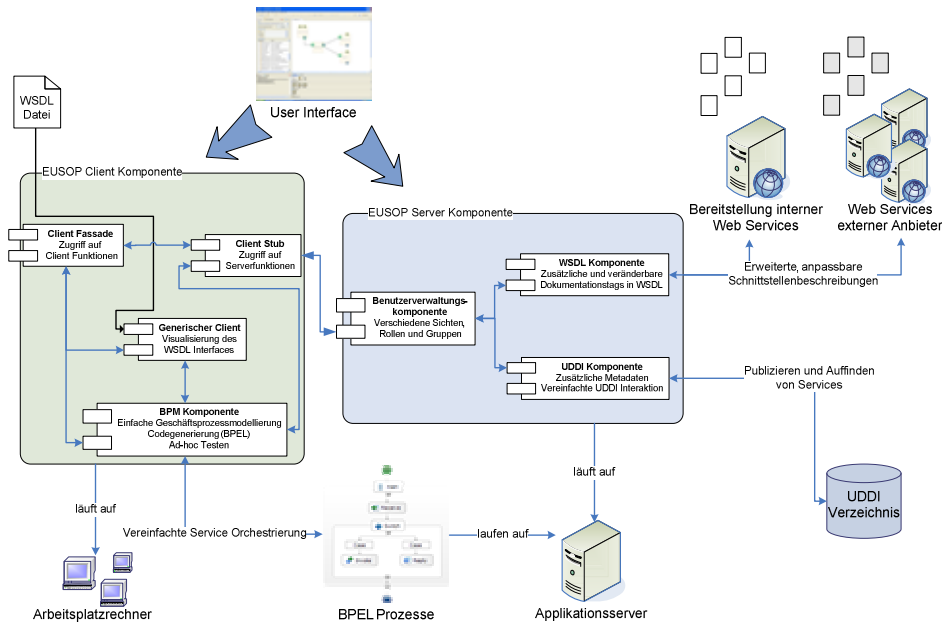 User Interface
WSDL
Datei
EUSOP Client Komponente
Client Fassade
Zugriff auf
Client Funktionen
Client Stub
Zugriff auf
Serverfunktionen
Generischer Client
Visualisierung des
WSDL Interfaces
BPM Komponente
Einfache Geschäftsprozessmodellierung
Codegenerierung (BPEL)
Ad-hoc Testen
EUSOP Server Komponente
Benutzerverwaltungs-
komponente
Verschiedene Sichten,
Rollen und Gruppen
WSDL Komponente
Zusätzliche und veränderbare
Dokumentationstags in WSDL
UDDI Komponente
Zusätzliche Metadaten
Vereinfachte UDDI Interaktion
Bereitstellung interner
Web Services
Web Services
externer Anbieter
Erweiterte, anpassbare
Schnittstellenbeschreibungen
Publizieren und Auffinden
von Services
UDDI
Verzeichnis
läuft auf
Arbeitsplatzrechner
Vereinfachte Service Orchestrierung
BPEL Prozesse
laufen auf
läuft auf
Applikationsserver